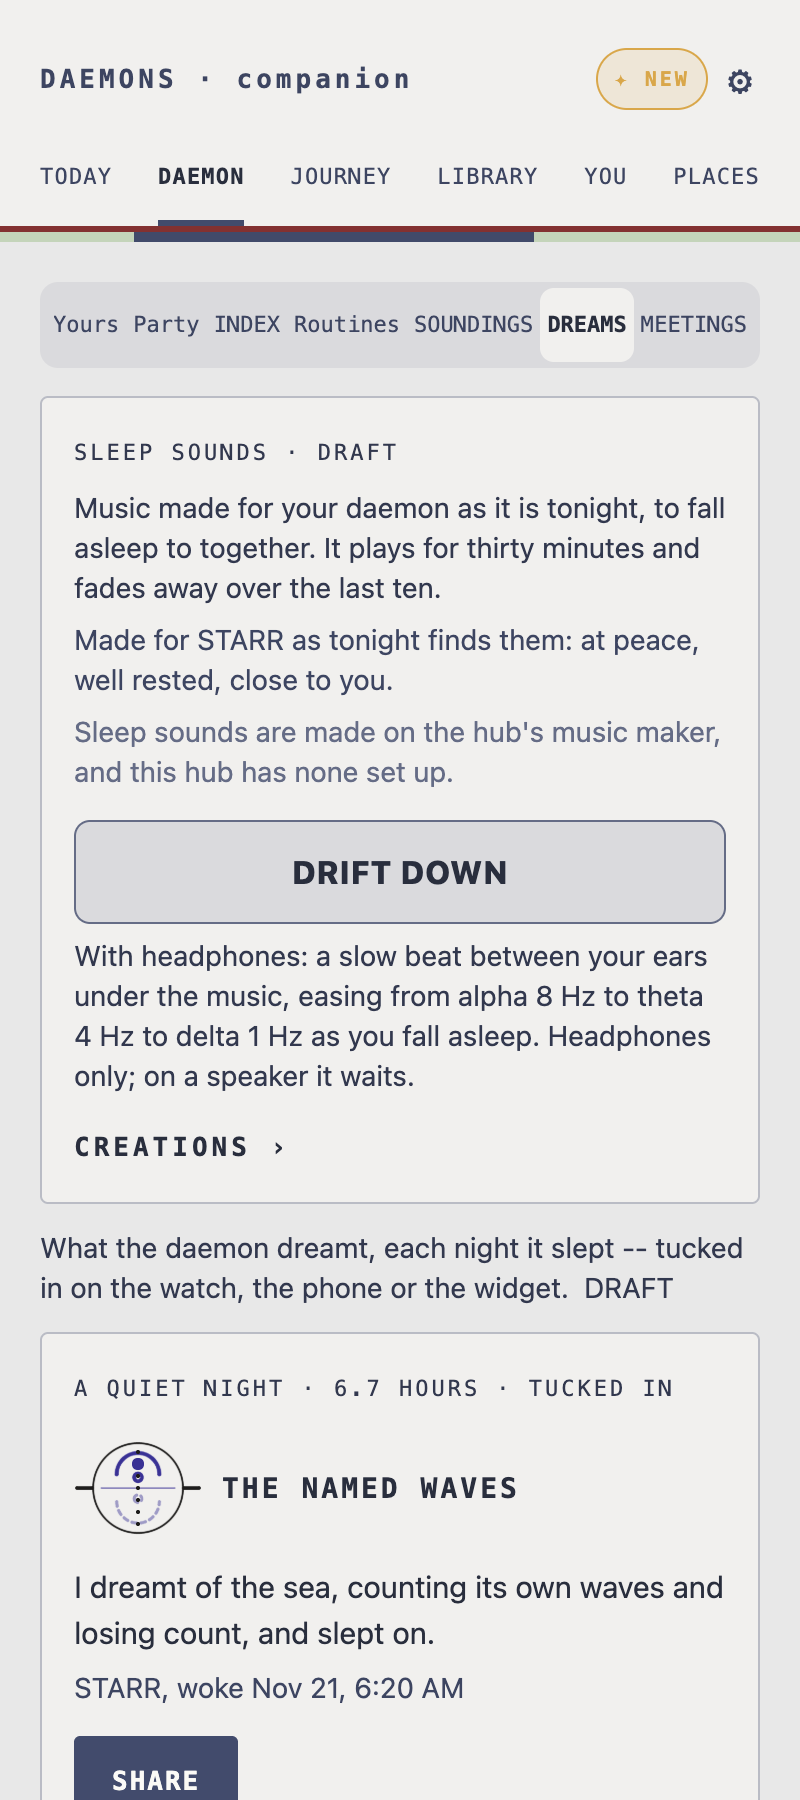 DAEMONS · companion
✦ NEW ⚙
TODAY DAEMON JOURNEY LIBRARY YOU PLACES
Yours Party INDEX Routines SOUNDINGS DREAMS MEETINGS
SLEEP SOUNDS · DRAFT
Music made for your daemon as it is tonight, to fall
asleep to together. It plays for thirty minutes and
fades away over the last ten.
Made for STARR as tonight finds them: at peace,
well rested, close to you.
Sleep sounds are made on the hub's music maker,
and this hub has none set up.
DRIFT DOWN
With headphones: a slow beat between your ears
under the music, easing from alpha 8 Hz to theta
4 Hz to delta 1 Hz as you fall asleep. Headphones
only; on a speaker it waits.
CREATIONS ›
What the daemon dreamt, each night it slept -- tucked
in on the watch, the phone or the widget. DRAFT
A QUIET NIGHT · 6.7 HOURS · TUCKED IN
THE NAMED WAVES
I dreamt of the sea, counting its own waves and
losing count, and slept on.
STARR, woke Nov 21, 6:20 AM
SHARE